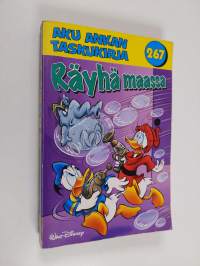 AKU ANKAN
TASKUKIRJA
267
Räyhä maassa
Walt Disney